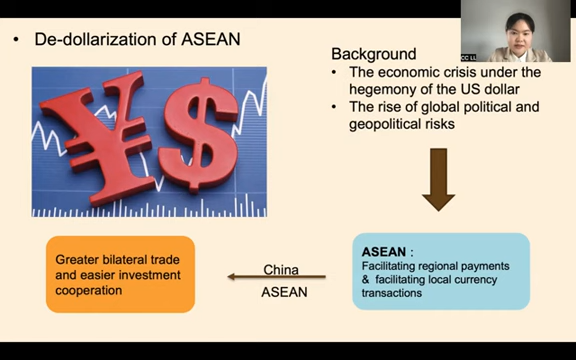 • De-dollarization of ASEAN
Background
• The economic crisis under the
hegemony of the US dollar
• The rise of global political and
geopolitical risks
ASEAN：
Facilitating regional payments
& facilitating local currency
transactions
China
ASEAN
Greater bilateral trade
and easier investment
cooperation